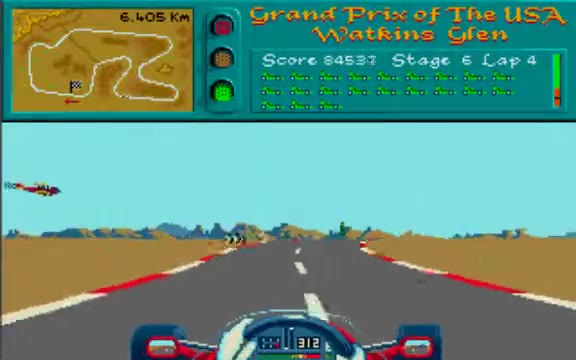 6.405 Km
Grand Prix of The USA
Watkins Glen
Score 84537 Stage 6 Lap 4
312